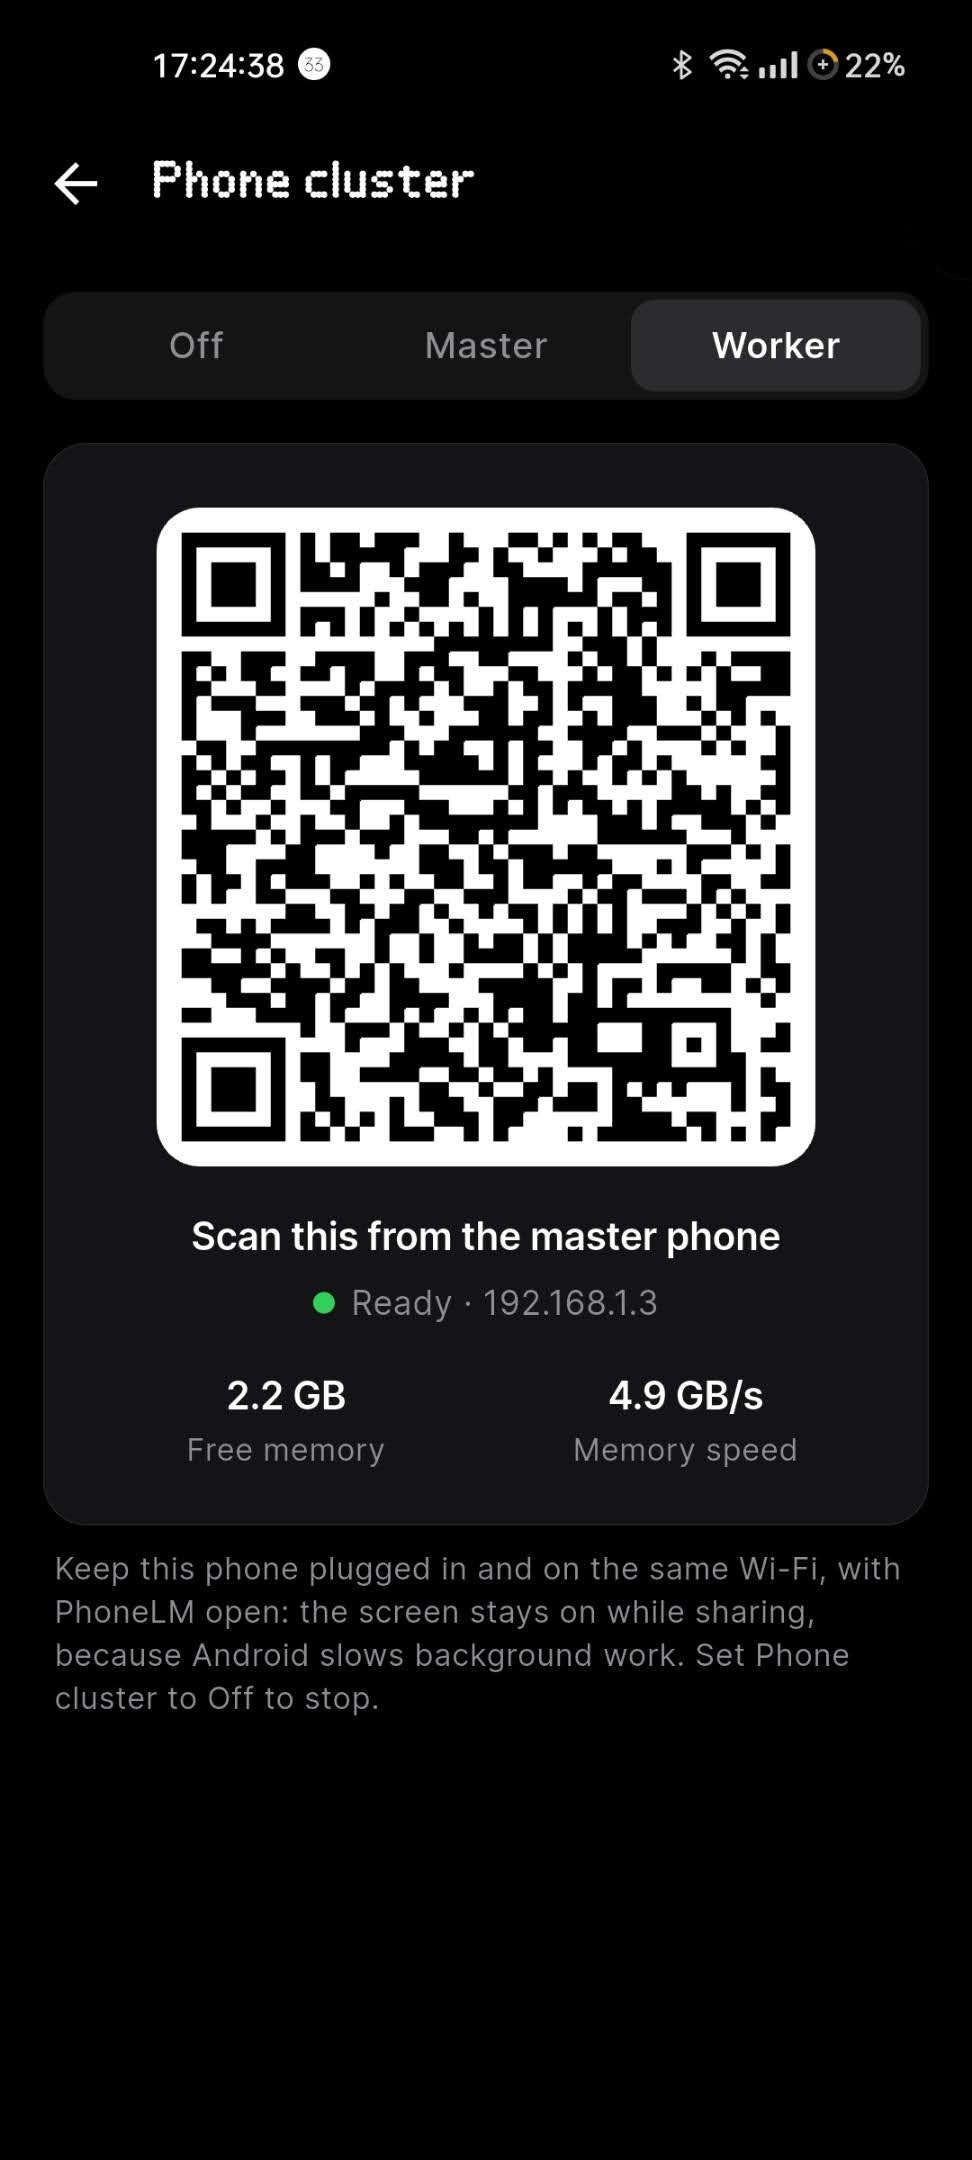 17:24:38 33 22%
Phone cluster
Off Master Worker
Scan this from the master phone
Ready · 192.168.1.3
2.2 GB 4.9 GB/s
Free memory Memory speed
Keep this phone plugged in and on the same Wi-Fi, with
PhoneLM open: the screen stays on while sharing,
because Android slows background work. Set Phone
cluster to Off to stop.